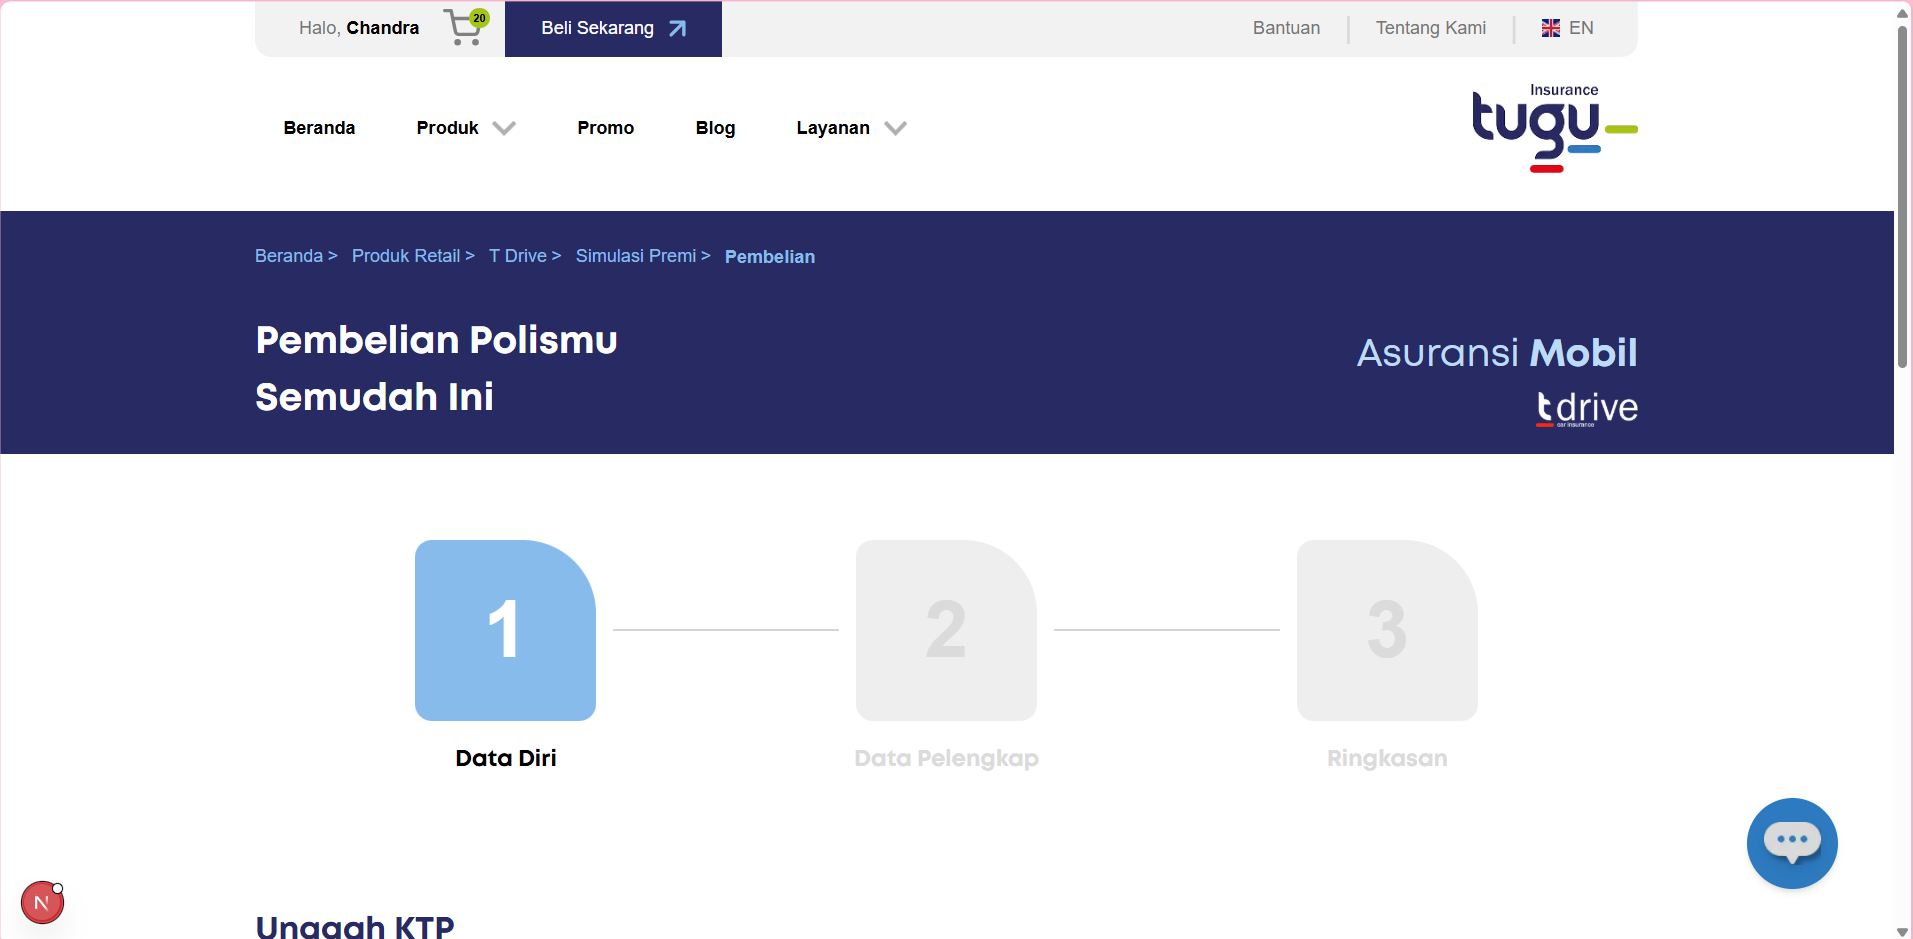 Halo, Chandra
20
Beli Sekarang
Bantuan
Tentang Kami
EN
Beranda
Produk
Promo
Blog
Layanan
Insurance
tugu
Beranda > Produk Retail > T Drive > Simulasi Premi > Pembelian
Pembelian Polismu
Semudah Ini
Asuransi Mobil
t drive
car insurance
1
2
3
Data Diri
Data Pelengkap
Ringkasan
N
Unggah KTP